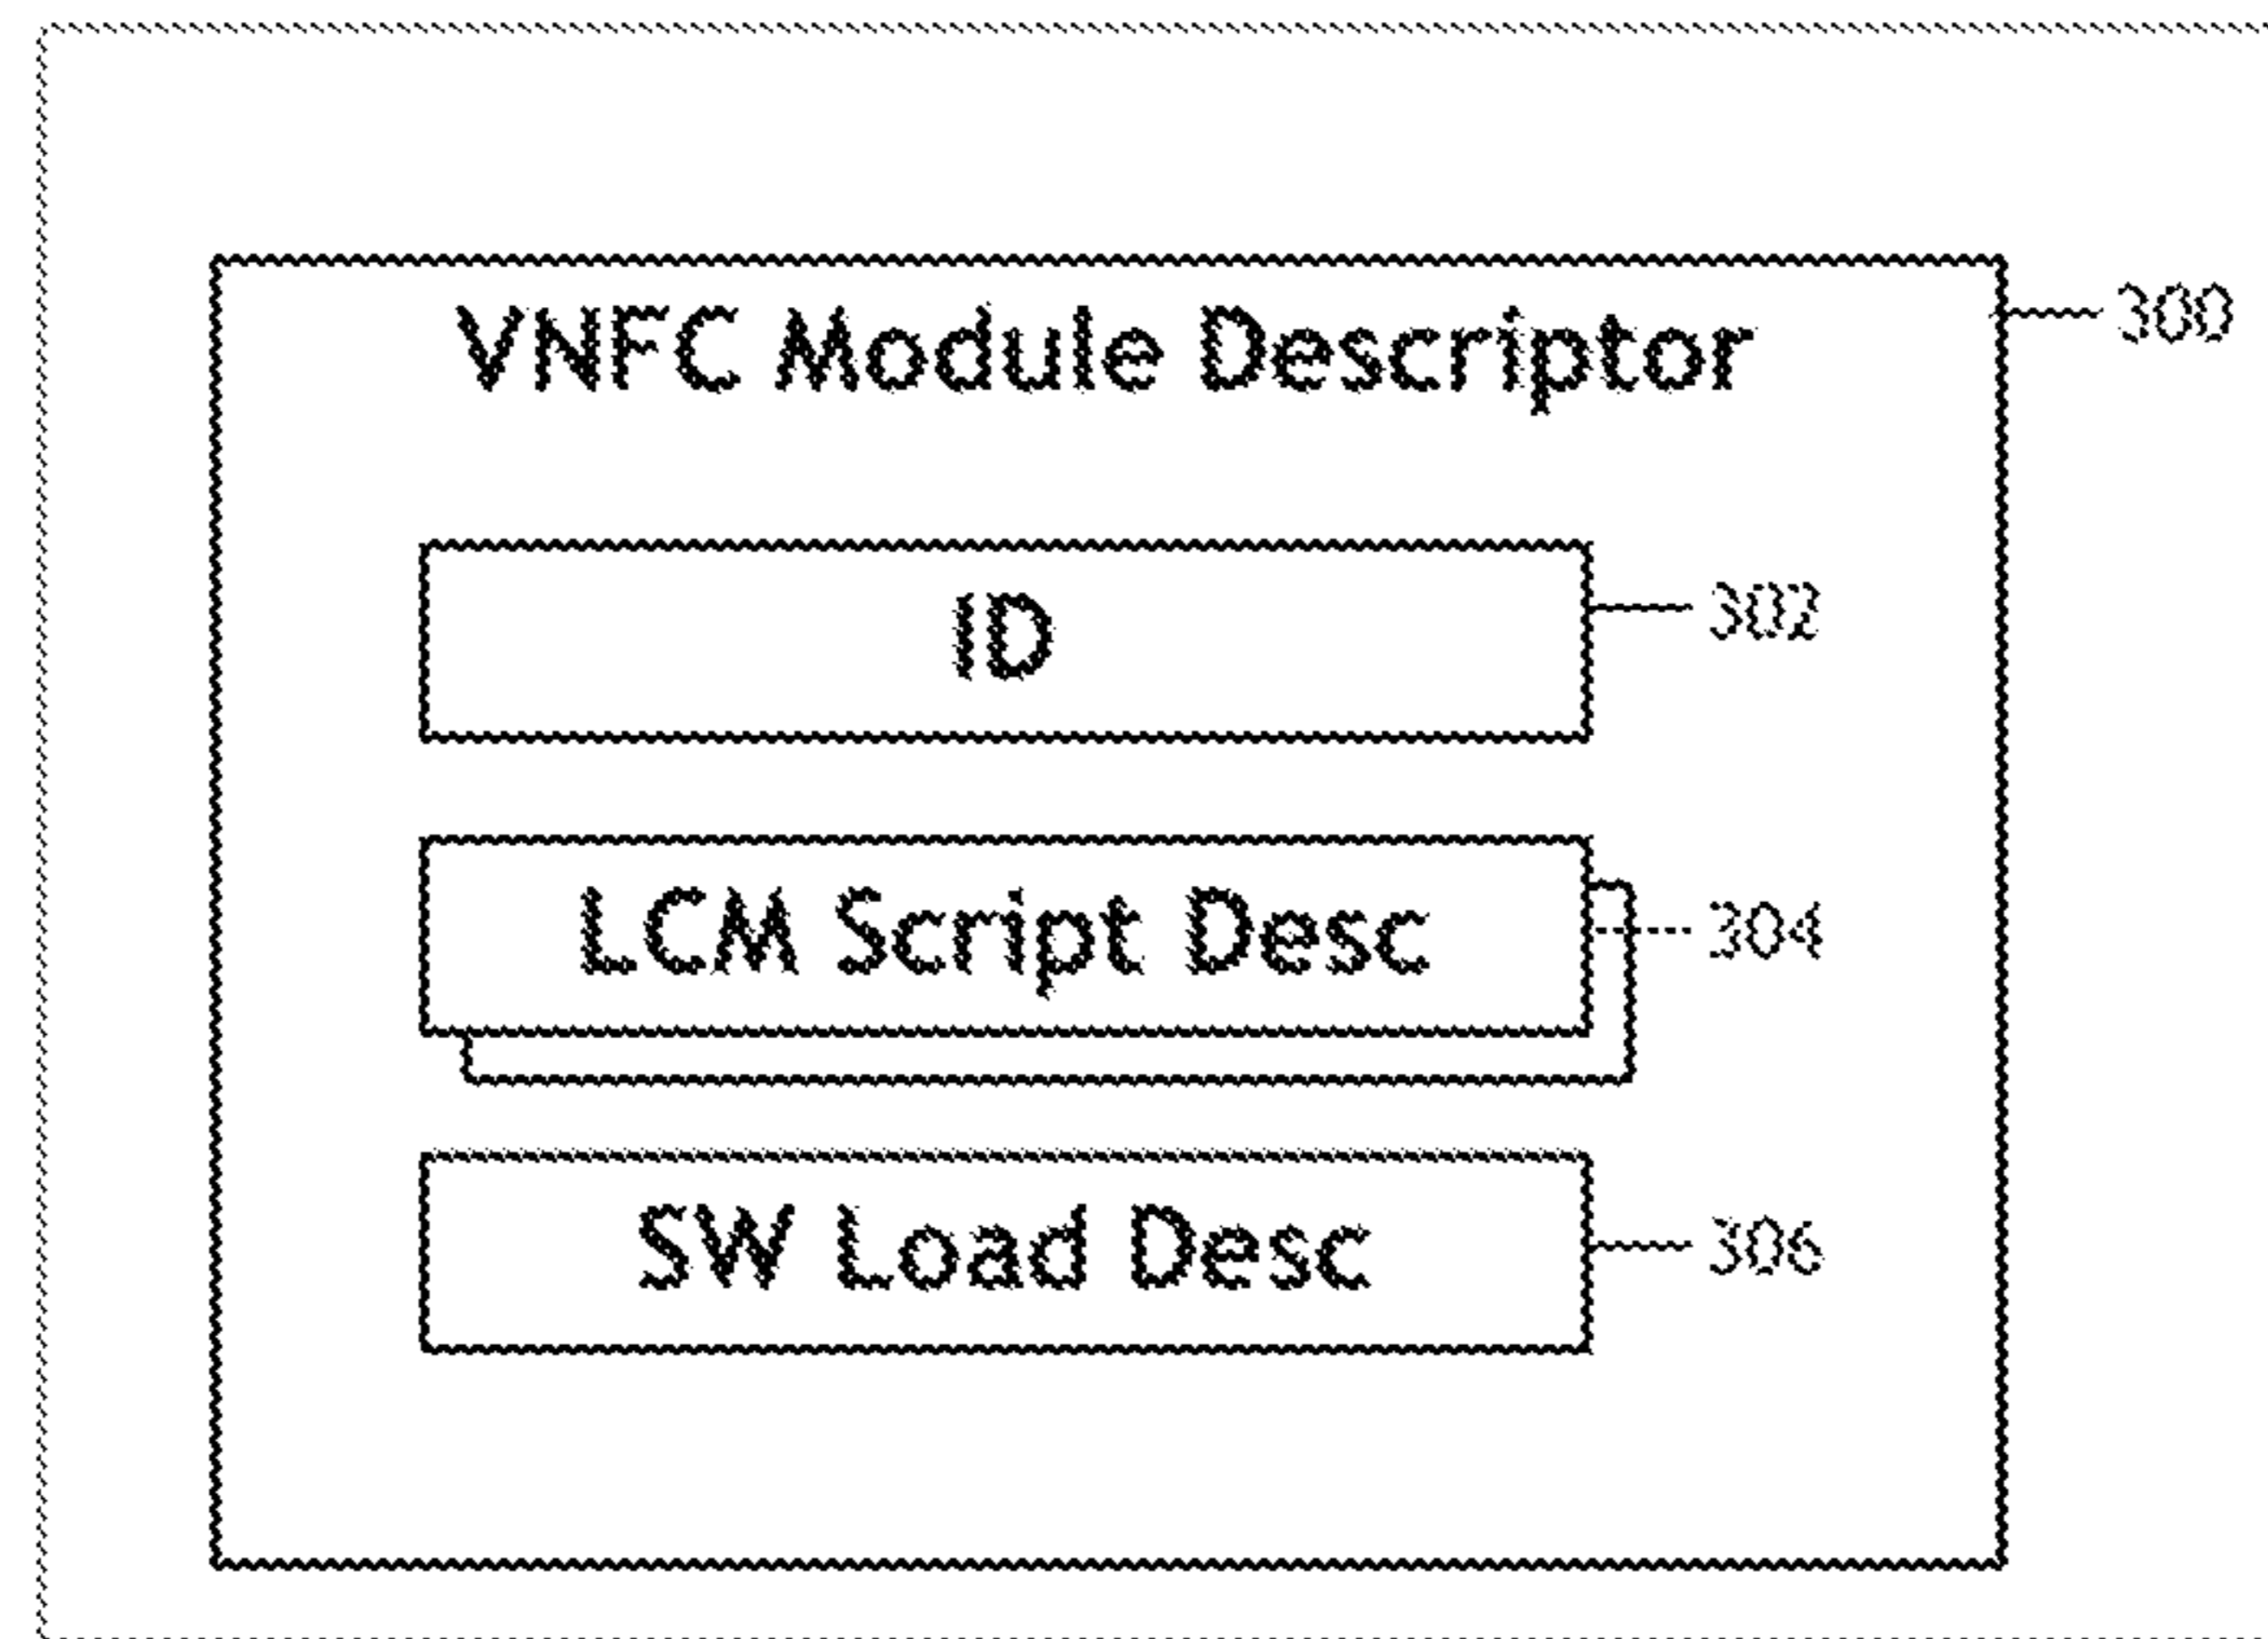 VNFC Module Descriptor
300
ID
302
LCM Script Desc
304
SW Load Desc
306